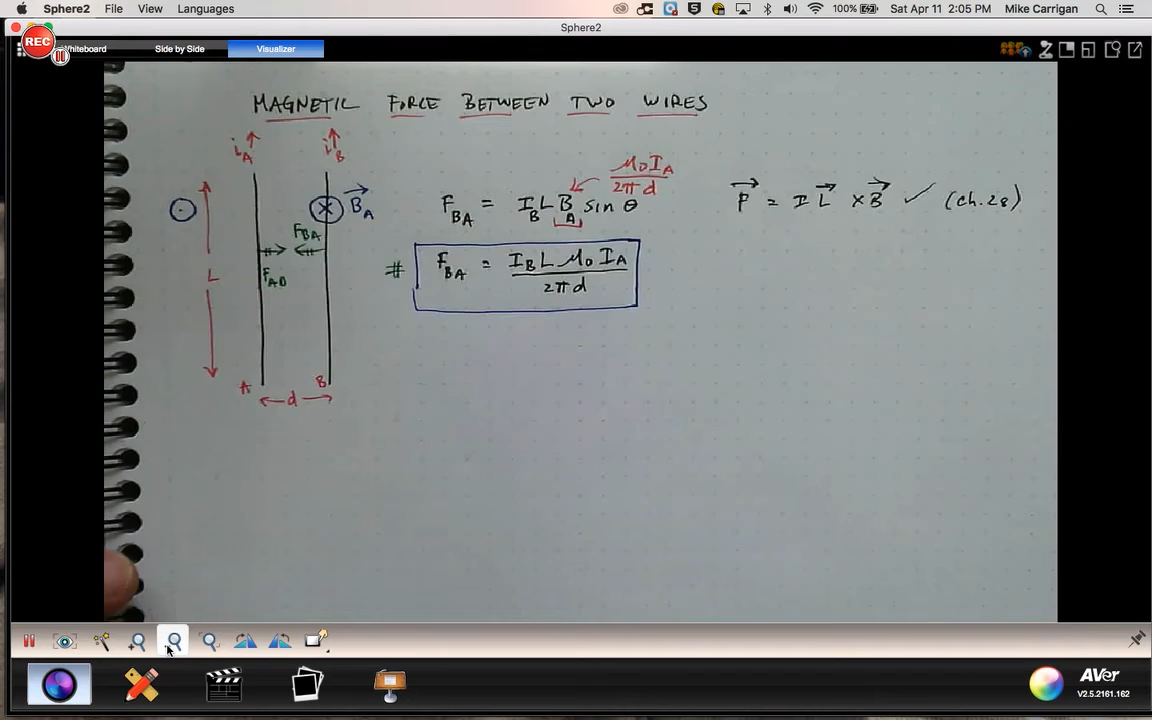 Sphere2 File Edit View Languages 100% Sat Apr 11 2:05 PM Mike Carrigan
Sphere2
REC Whiteboard Side by Side Visualizer
MAGNETIC FORCE BETWEEN TWO WIRES
i_A i_B
μ₀I_A
2πd
B_A
F_BA = I_B L B_A sin θ
F = I L × B ✓ (ch. 28)
F_BA
L
F_AB
# F_BA = I_B L μ₀ I_A
2πd
A B
d
AVer
V2.5.2161.162